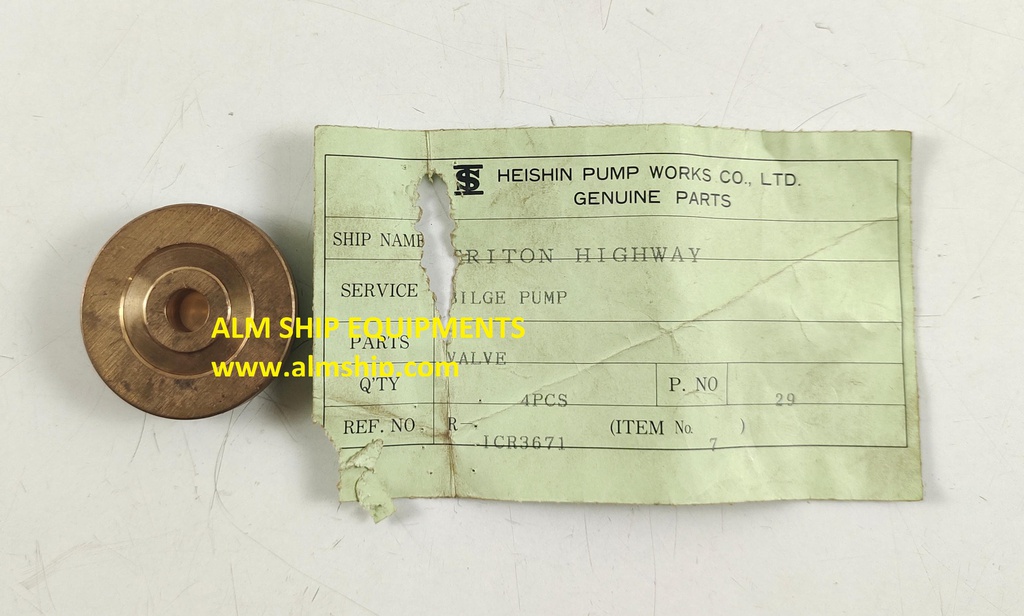 HEISHIN PUMP WORKS CO., LTD.
GENUINE PARTS
SHIP NAME RITON HIGHWAY
SERVICE ILGE PUMP
ALM SHIP EQUIPMENTS
PARTS VALVE
www.almship.com
Q'TY 4PCS P. NO 29
REF. NO. R- ICR3671 (ITEM No. 7 )